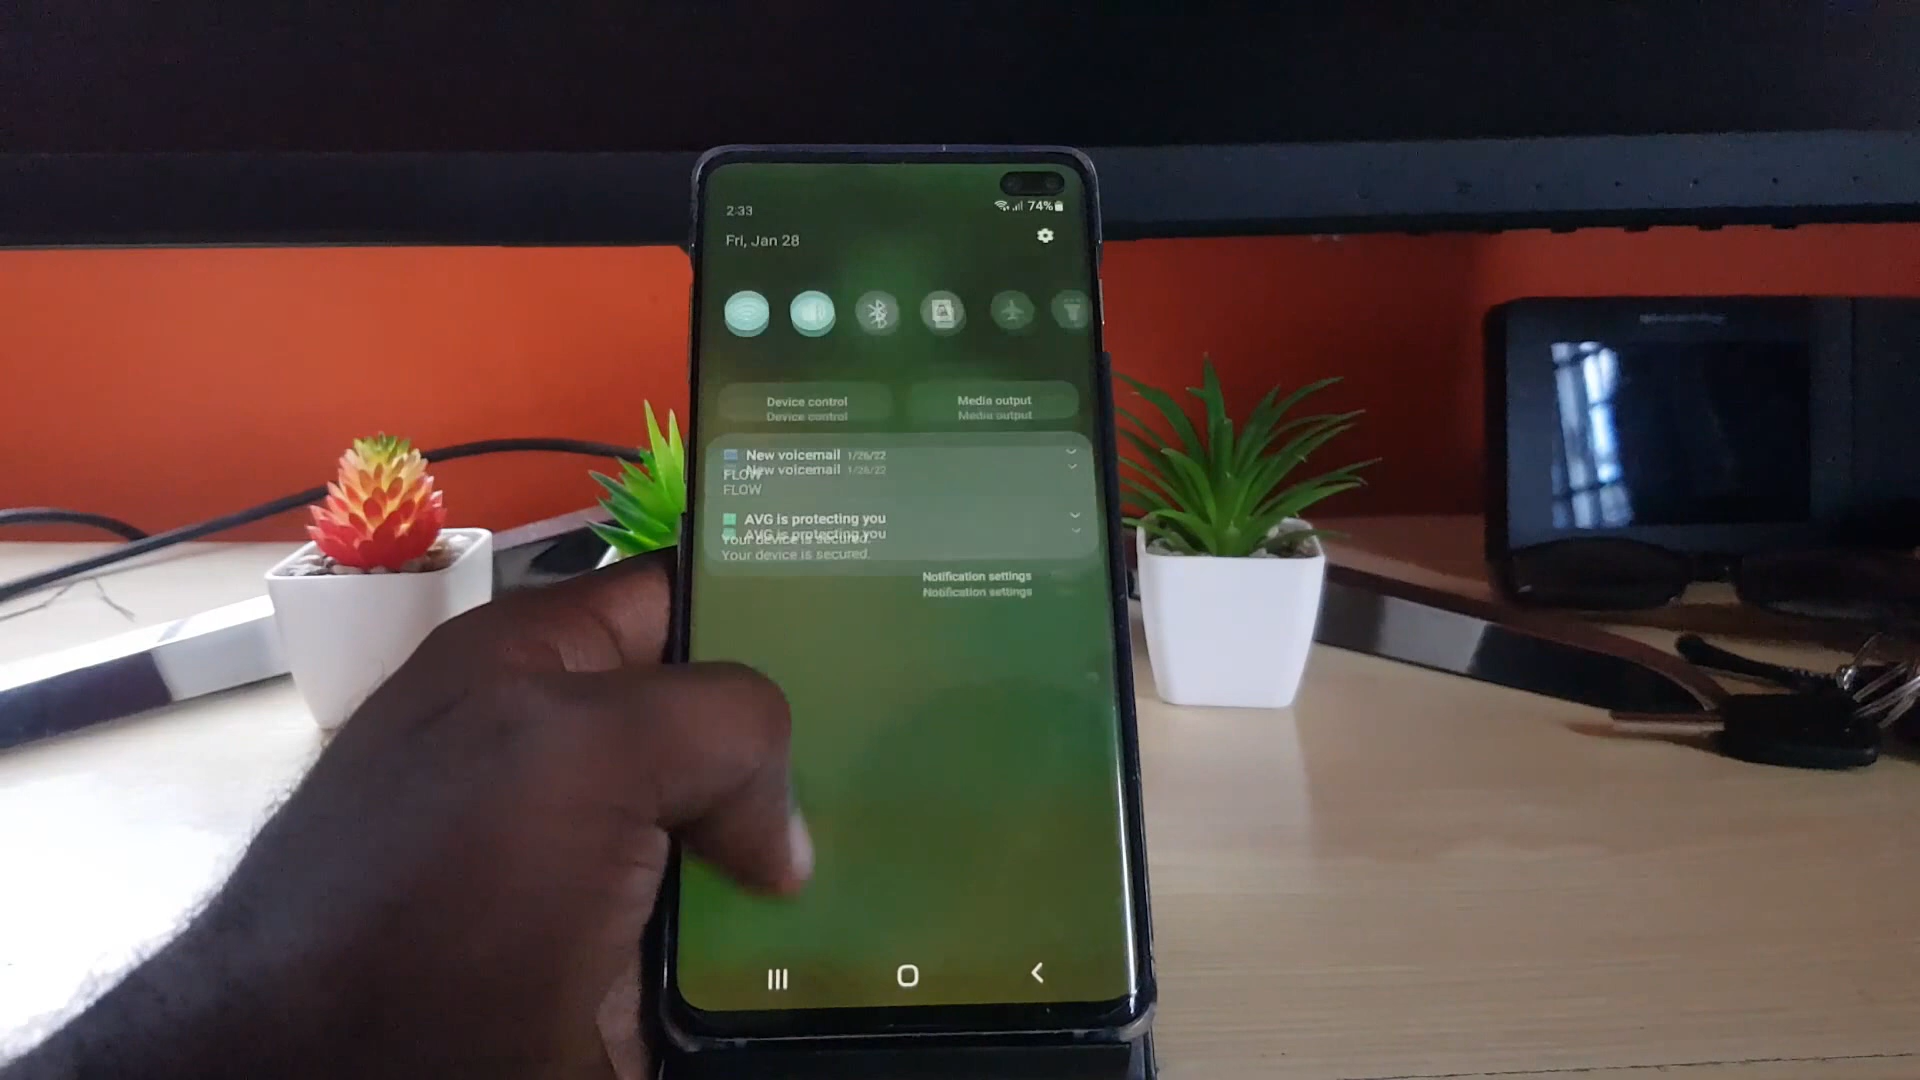 2:33
74%
Fri, Jan 28
Device control
Media output
Device control
Media output
New voicemail 1/26/22
New voicemail 1/26/22
FLOW
FLOW
AVG is protecting you
AVG is protecting you
Your device is secured.
Your device is secured.
Notification settings
Notification settings